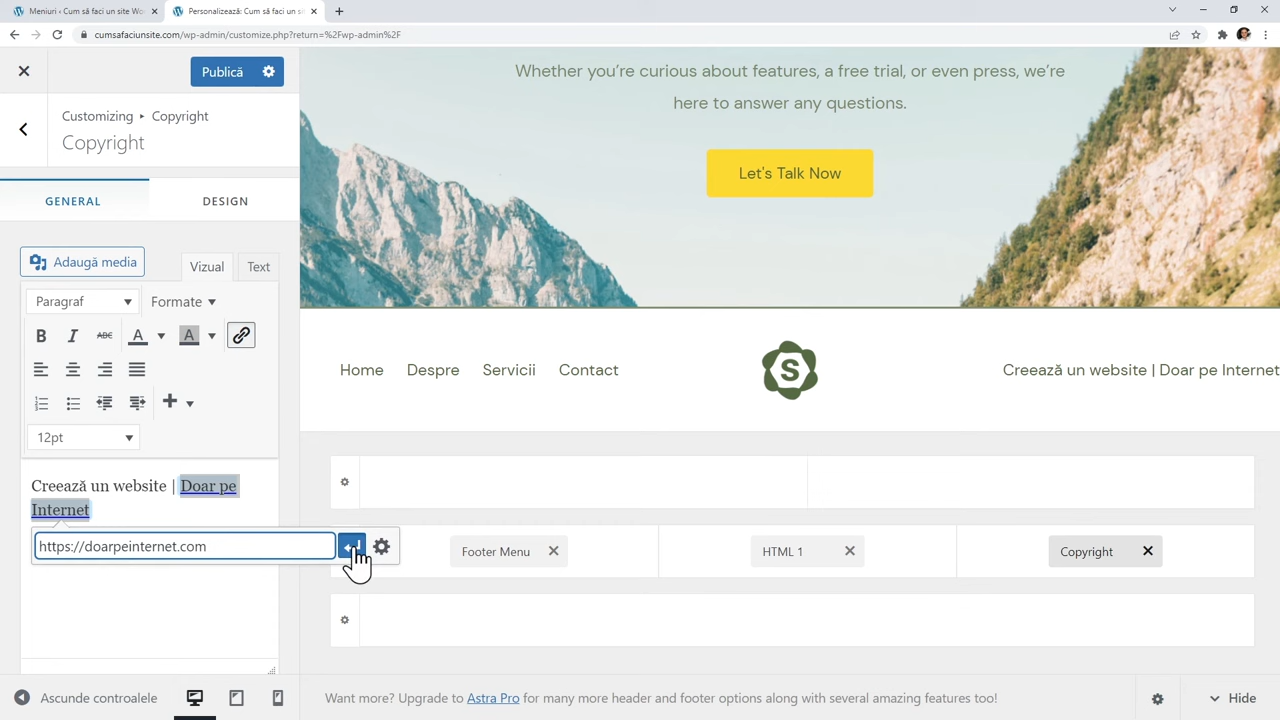 Meniuri ‹ Cum să faci un site Wo
Personalizează: Cum să faci un si
cumsafaciunsite.com/wp-admin/customize.php?return=%2Fwp-admin%2F
Publică
Customizing ▸ Copyright
Copyright
GENERAL
DESIGN
Adaugă media
Vizual
Text
Paragraf
Formate
B
I
ABC
A
A
12pt
Creează un website | Doar pe
Internet
https://doarpeinternet.com
Ascunde controalele
Whether you’re curious about features, a free trial, or even press, we’re
here to answer any questions.
Let's Talk Now
Home
Despre
Servicii
Contact
S
Creează un website | Doar pe Internet
Footer Menu
HTML 1
Copyright
Want more? Upgrade to Astra Pro for many more header and footer options along with several amazing features too!
Hide